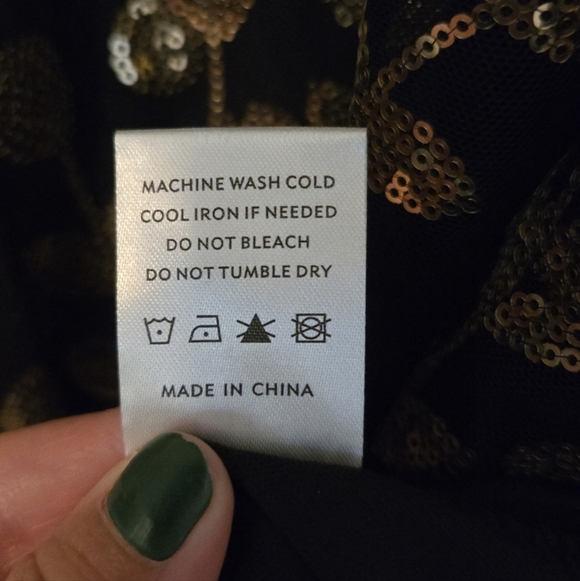 MACHINE WASH COLD
COOL IRON IF NEEDED
DO NOT BLEACH
DO NOT TUMBLE DRY
MADE IN CHINA